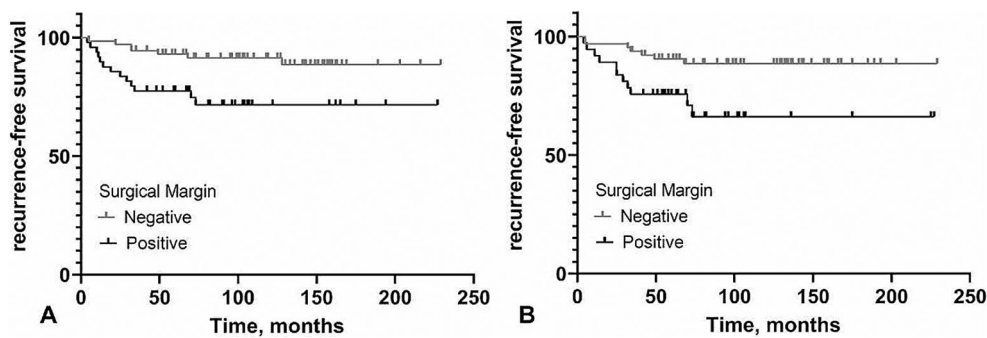 recurrence-free survival
100
50
0
Surgical Margin
Negative
Positive
0 50 100 150 200 250
Time, months
A
recurrence-free survival
100
50
0
Surgical Margin
Negative
Positive
0 50 100 150 200 250
Time, months
B